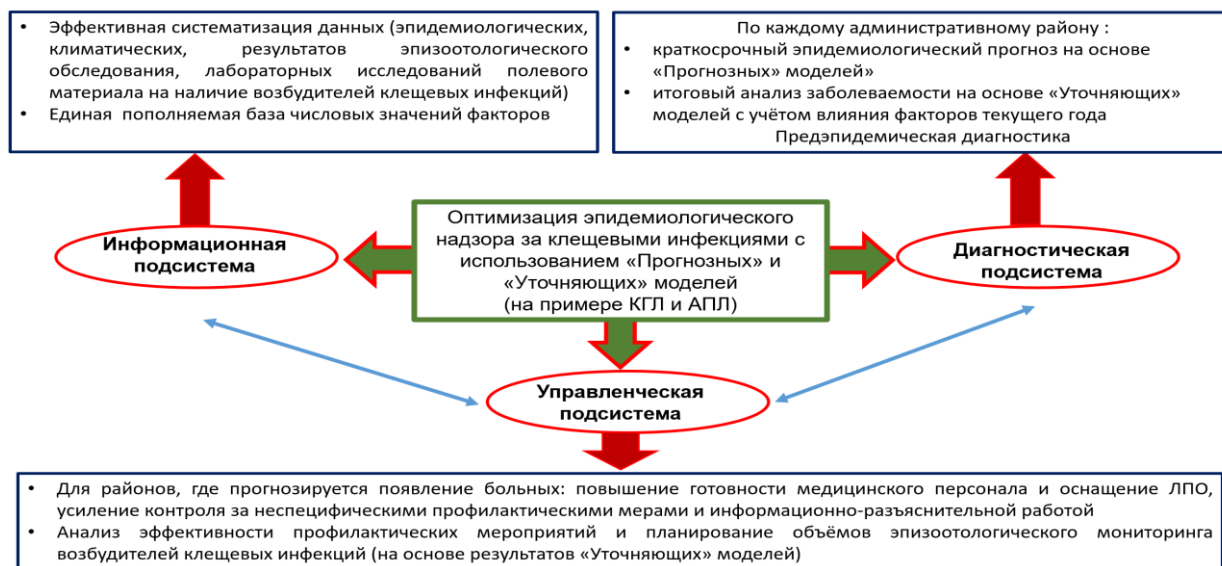 • Эффективная систематизация данных (эпидемиологических,
климатических, результатов эпизоотологического
обследования, лабораторных исследований полевого
материала на наличие возбудителей клещевых инфекций)
• Единая пополняемая база числовых значений факторов
По каждому административному району :
• краткосрочный эпидемиологический прогноз на основе
«Прогнозных» моделей»
• итоговый анализ заболеваемости на основе «Уточняющих»
моделей с учётом влияния факторов текущего года
Предэпидемическая диагностика
Информационная
подсистема
Оптимизация эпидемиологического
надзора за клещевыми инфекциями с
использованием «Прогнозных» и
«Уточняющих» моделей
(на примере КГЛ и АПЛ)
Диагностическая
подсистема
Управленческая
подсистема
• Для районов, где прогнозируется появление больных: повышение готовности медицинского персонала и оснащение ЛПО,
усиление контроля за неспецифическими профилактическими мерами и информационно-разъяснительной работой
• Анализ эффективности профилактических мероприятий и планирование объёмов эпизоотологического мониторинга
возбудителей клещевых инфекций (на основе результатов «Уточняющих» моделей)